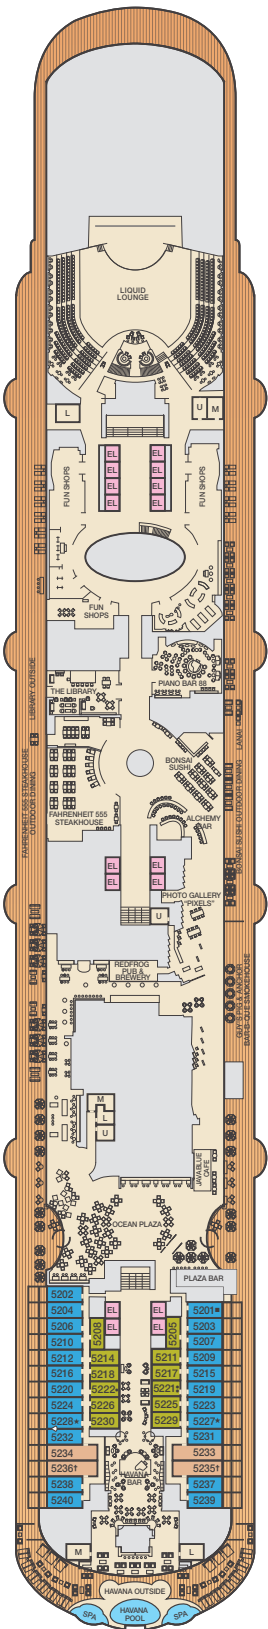 LIQUID
LOUNGE
L
U M
EL EL
EL EL
EL EL
EL EL
FUN SHOPS
FUN SHOPS
FUN
SHOPS
LIBRARY OUTSIDE
THE LIBRARY
PIANO BAR 88
LANAI
BONSAI
SUSHI
BONSAI SUSHI OUTDOOR DINING
FAHRENHEIT 555 STEAKHOUSE
OUTDOOR DINING
FAHRENHEIT 555
STEAKHOUSE
ALCHEMY
BAR
EL EL
EL EL
PHOTO GALLERY
"PIXELS"
U
REDFROG
PUB &
BREWERY
GUY'S PIG & ANCHOR
BAR-B-QUE SMOKEHOUSE
M
L
U
JAVABLUE
CAFE
OCEAN PLAZA
PLAZA BAR
5202
5204 EL EL 5201■
5206 5208 EL EL 5205 5203
5210 5207
5212 5214 5211 5209
5216 5218 5217 5215
5220 5222 5221 5219
5224 5226 5225 5223
5228* 5230 5229 5227*
5232 5231
5234 5233
5236† 5235†
5238 5237
5240 5239
HAVANA
BAR
M L
HAVANA OUTSIDE
SPA HAVANA
POOL SPA